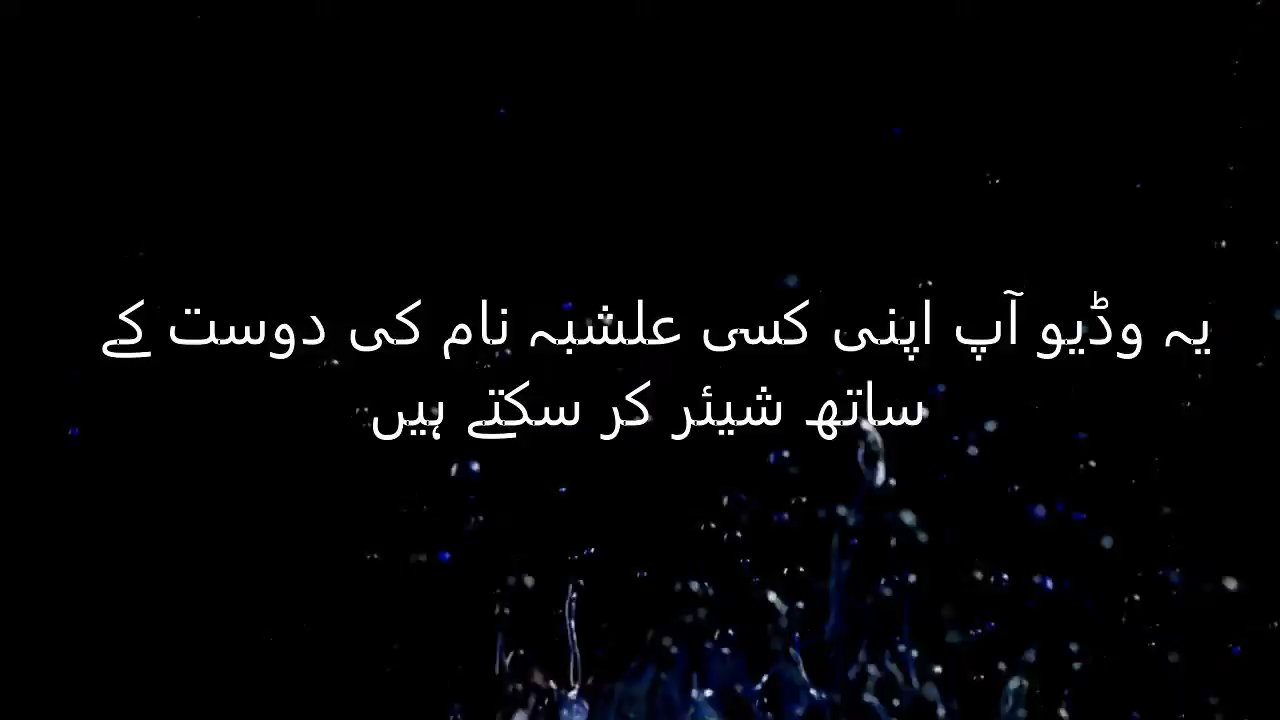 یہ وڈیو آپ اپنی کسی علشبہ نام کی دوست کے
ساتھ شیئر کر سکتے ہیں